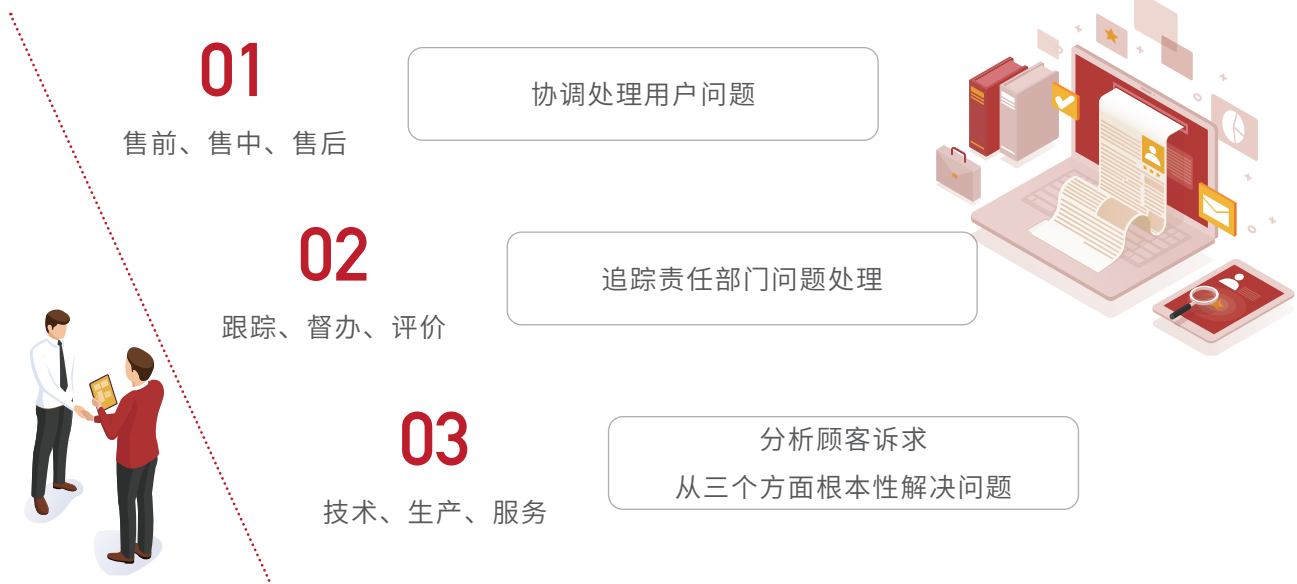 01
售前、售中、售后
协调处理用户问题
02
跟踪、督办、评价
追踪责任部门问题处理
03
技术、生产、服务
分析顾客诉求
从三个方面根本性解决问题